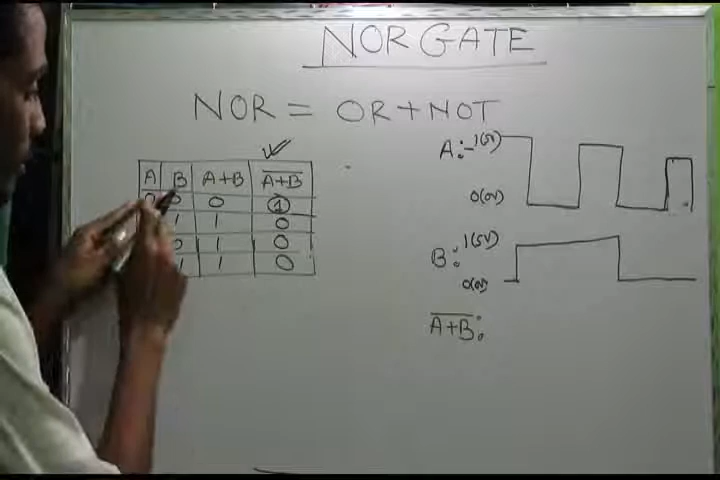 NOR GATE
NOR = OR + NOT
A B A+B A̅+̅B̅
0 0 0 1
1 1 0
0 1 0
1 1 0
A:- 1(5V)
0(0V)
B: 1(5V)
0(0V)
A̅+̅B̅: